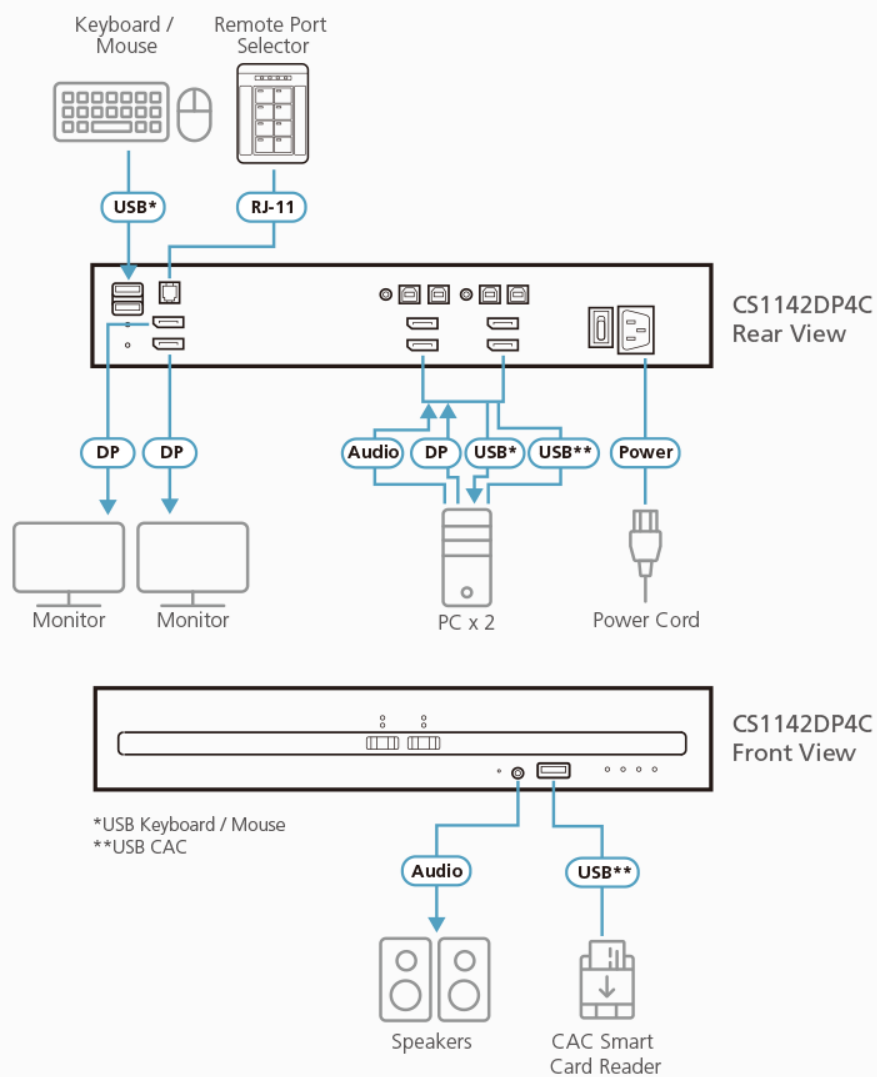 Keyboard /
Mouse
Remote Port
Selector
USB*
RJ-11
CS1142DP4C
Rear View
DP
DP
Audio
DP
USB*
USB**
Power
Monitor
Monitor
PC x 2
Power Cord
CS1142DP4C
Front View
*USB Keyboard / Mouse
**USB CAC
Audio
USB**
Speakers
CAC Smart
Card Reader